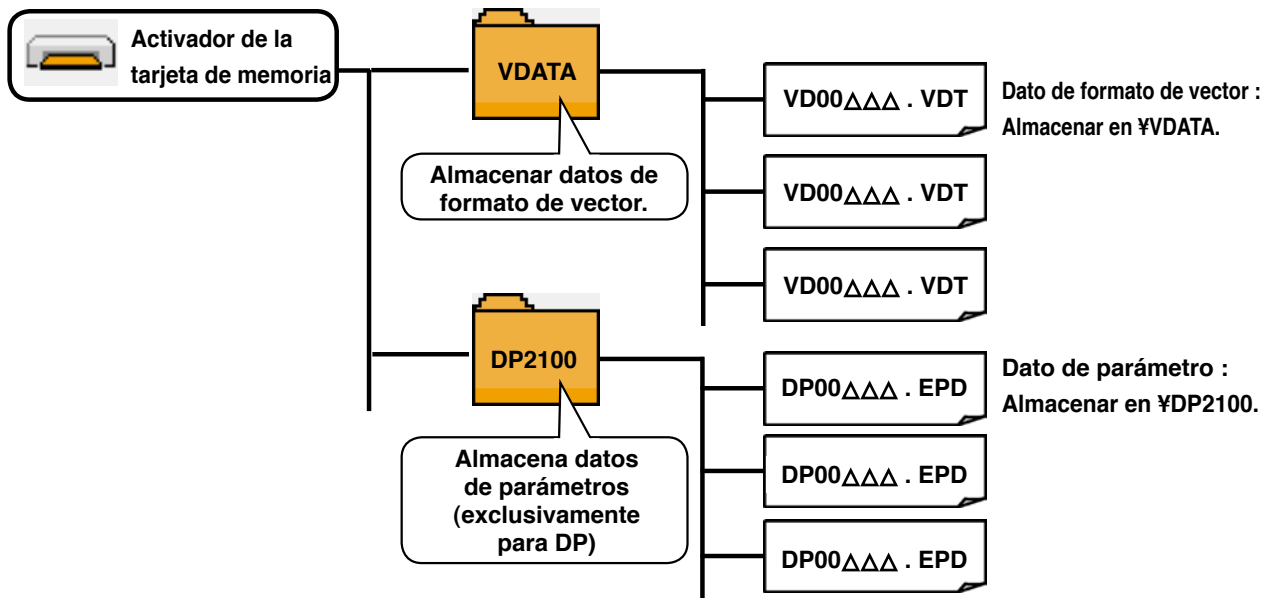 Activador de la
tarjeta de memoria
VDATA
Almacenar datos de
formato de vector.
VD00△△△ . VDT
Dato de formato de vector :
Almacenar en ¥VDATA.
VD00△△△ . VDT
VD00△△△ . VDT
DP2100
Almacena datos
de parámetros
(exclusivamente
para DP)
DP00△△△ . EPD
Dato de parámetro :
Almacenar en ¥DP2100.
DP00△△△ . EPD
DP00△△△ . EPD